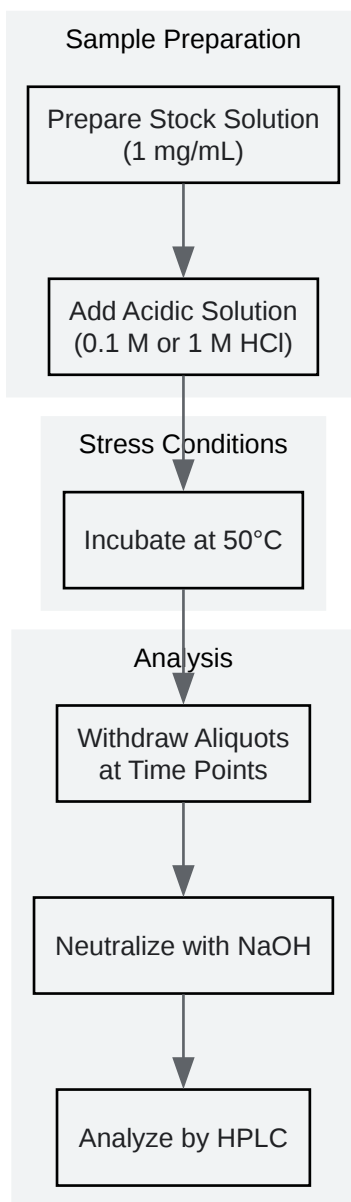 Sample Preparation
Prepare Stock Solution
(1 mg/mL)
Add Acidic Solution
(0.1 M or 1 M HCl)
Stress Conditions
Incubate at 50°C
Analysis
Withdraw Aliquots
at Time Points
Neutralize with NaOH
Analyze by HPLC